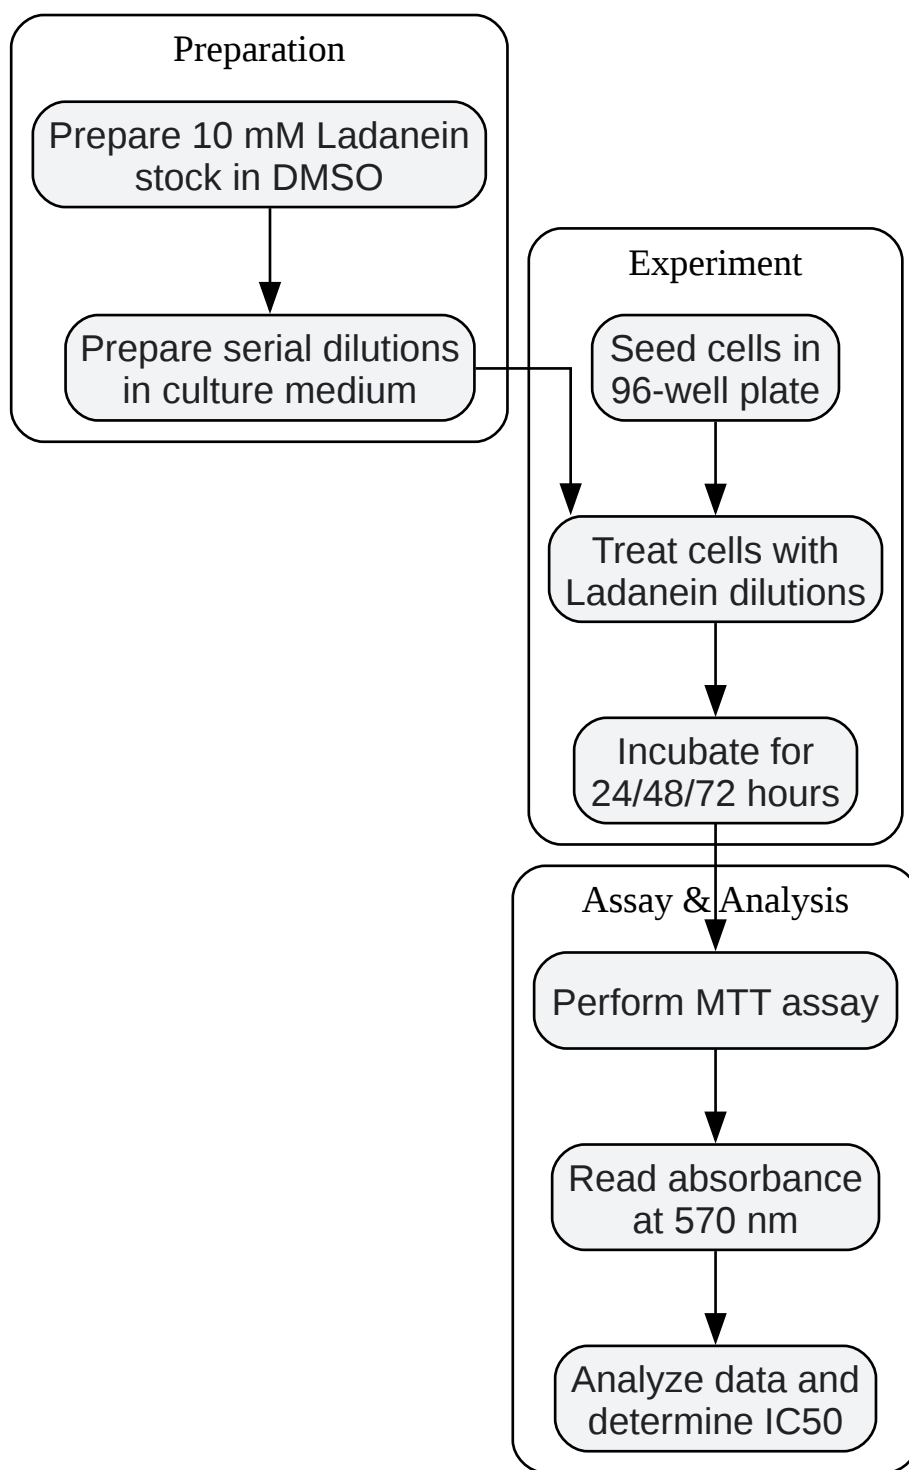 Preparation
Prepare 10 mM Ladanein
stock in DMSO
Prepare serial dilutions
in culture medium
Experiment
Seed cells in
96-well plate
Treat cells with
Ladanein dilutions
Incubate for
24/48/72 hours
Assay & Analysis
Perform MTT assay
Read absorbance
at 570 nm
Analyze data and
determine IC50